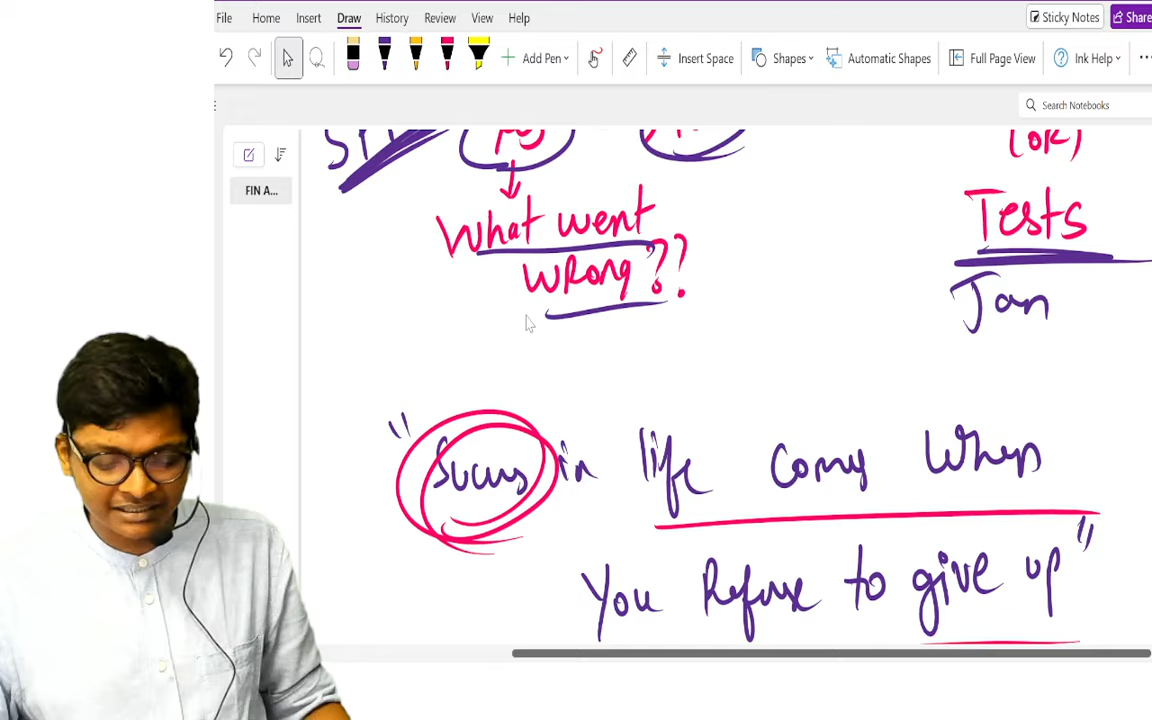 File Home Insert Draw History Review View Help Sticky Notes Share
Add Pen Insert Space Shapes Automatic Shapes Full Page View Ink Help
Search Notebooks
FIN A...
(OR)
What went
wrong??
Tests
Jan
"Success in life comes when
You Refuse to give up"